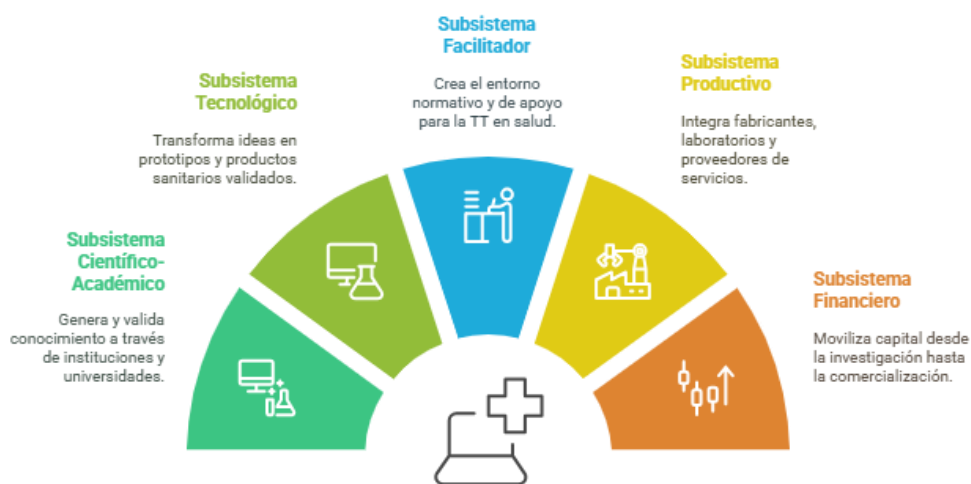 Subsistema
Científico-
Académico
Genera y valida
conocimiento a través
de instituciones y
universidades.
Subsistema
Tecnológico
Transforma ideas en
prototipos y productos
sanitarios validados.
Subsistema
Facilitador
Crea el entorno
normativo y de apoyo
para la TT en salud.
Subsistema
Productivo
Integra fabricantes,
laboratorios y
proveedores de
servicios.
Subsistema
Financiero
Moviliza capital desde
la investigación hasta
la comercialización.